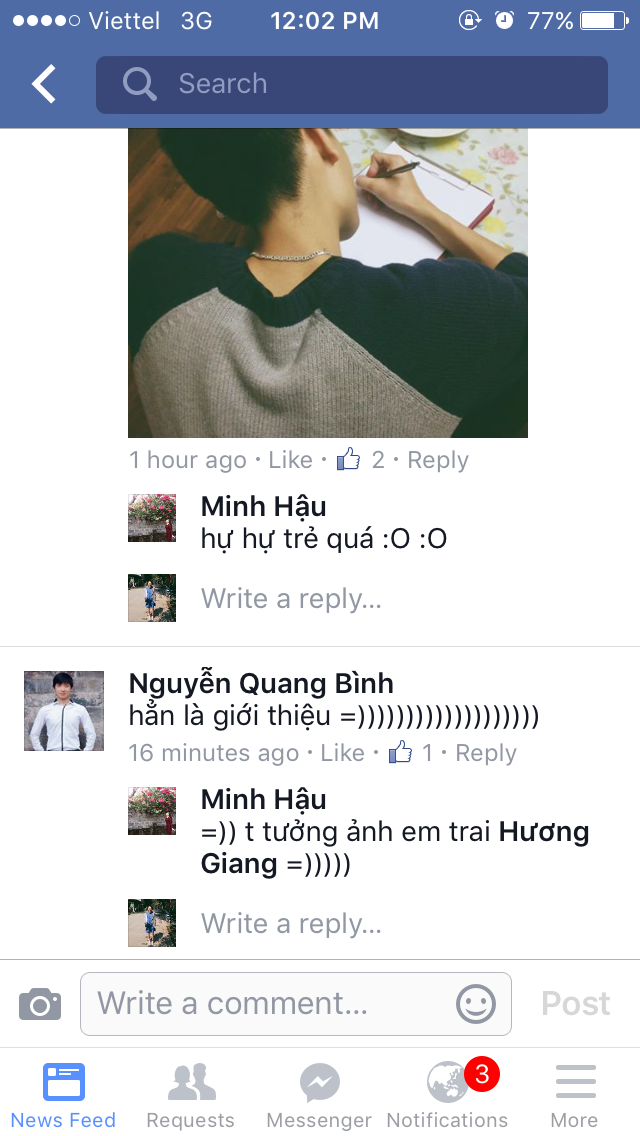 Viettel 3G 12:02 PM 77%
Search
1 hour ago · Like · 2 · Reply
Minh Hậu
hự hự trẻ quá :O :O
Write a reply...
Nguyễn Quang Bình
hẳn là giới thiệu =)))))))))))))))))))
16 minutes ago · Like · 1 · Reply
Minh Hậu
=)) t tưởng ảnh em trai Hương
Giang =)))))
Write a reply...
Write a comment... Post
3
News Feed Requests Messenger Notifications More